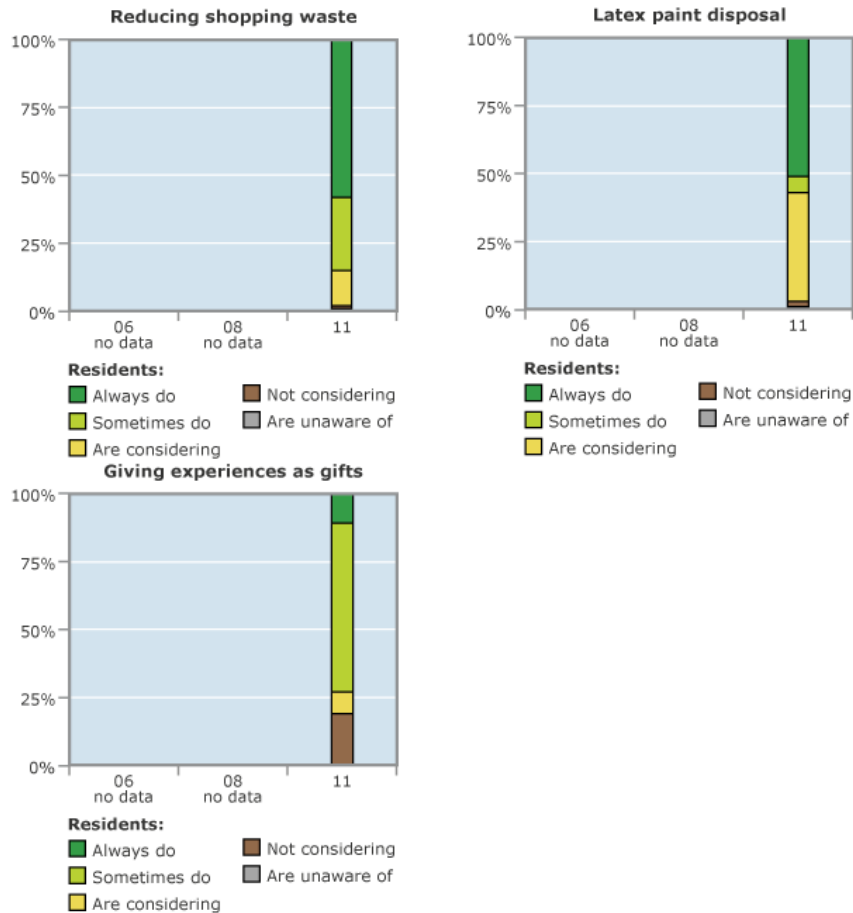 Reducing shopping waste
100%
75%
50%
25%
0%
06
no data
08
no data
11
Residents:
Always do
Sometimes do
Are considering
Not considering
Are unaware of
Latex paint disposal
100%
75%
50%
25%
0%
06
no data
08
no data
11
Residents:
Always do
Sometimes do
Are considering
Not considering
Are unaware of
Giving experiences as gifts
100%
75%
50%
25%
0%
06
no data
08
no data
11
Residents:
Always do
Sometimes do
Are considering
Not considering
Are unaware of